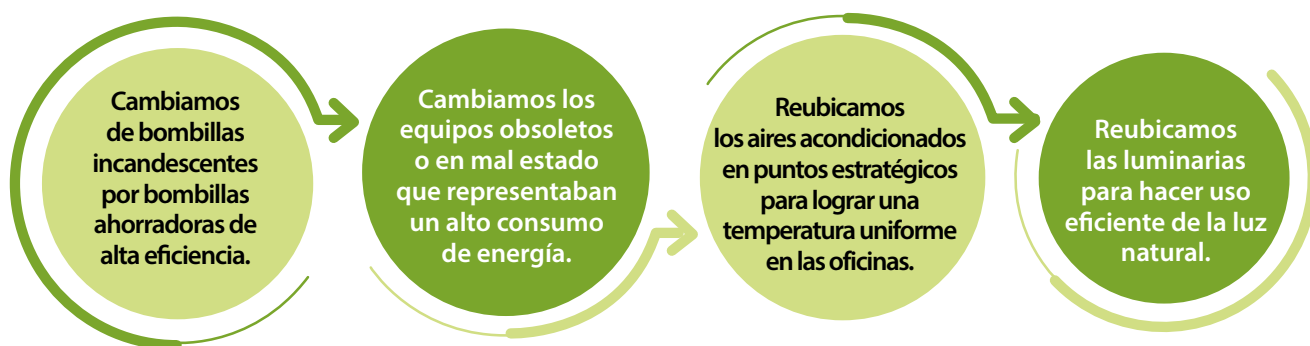 Cambiamos
de bombillas
incandescentes
por bombillas
ahorradoras de
alta eficiencia.
Cambiamos los
equipos obsoletos
o en mal estado
que representaban
un alto consumo
de energía.
Reubicamos
los aires acondicionados
en puntos estratégicos
para lograr una
temperatura uniforme
en las oficinas.
Reubicamos
las luminarias
para hacer uso
eficiente de la luz
natural.